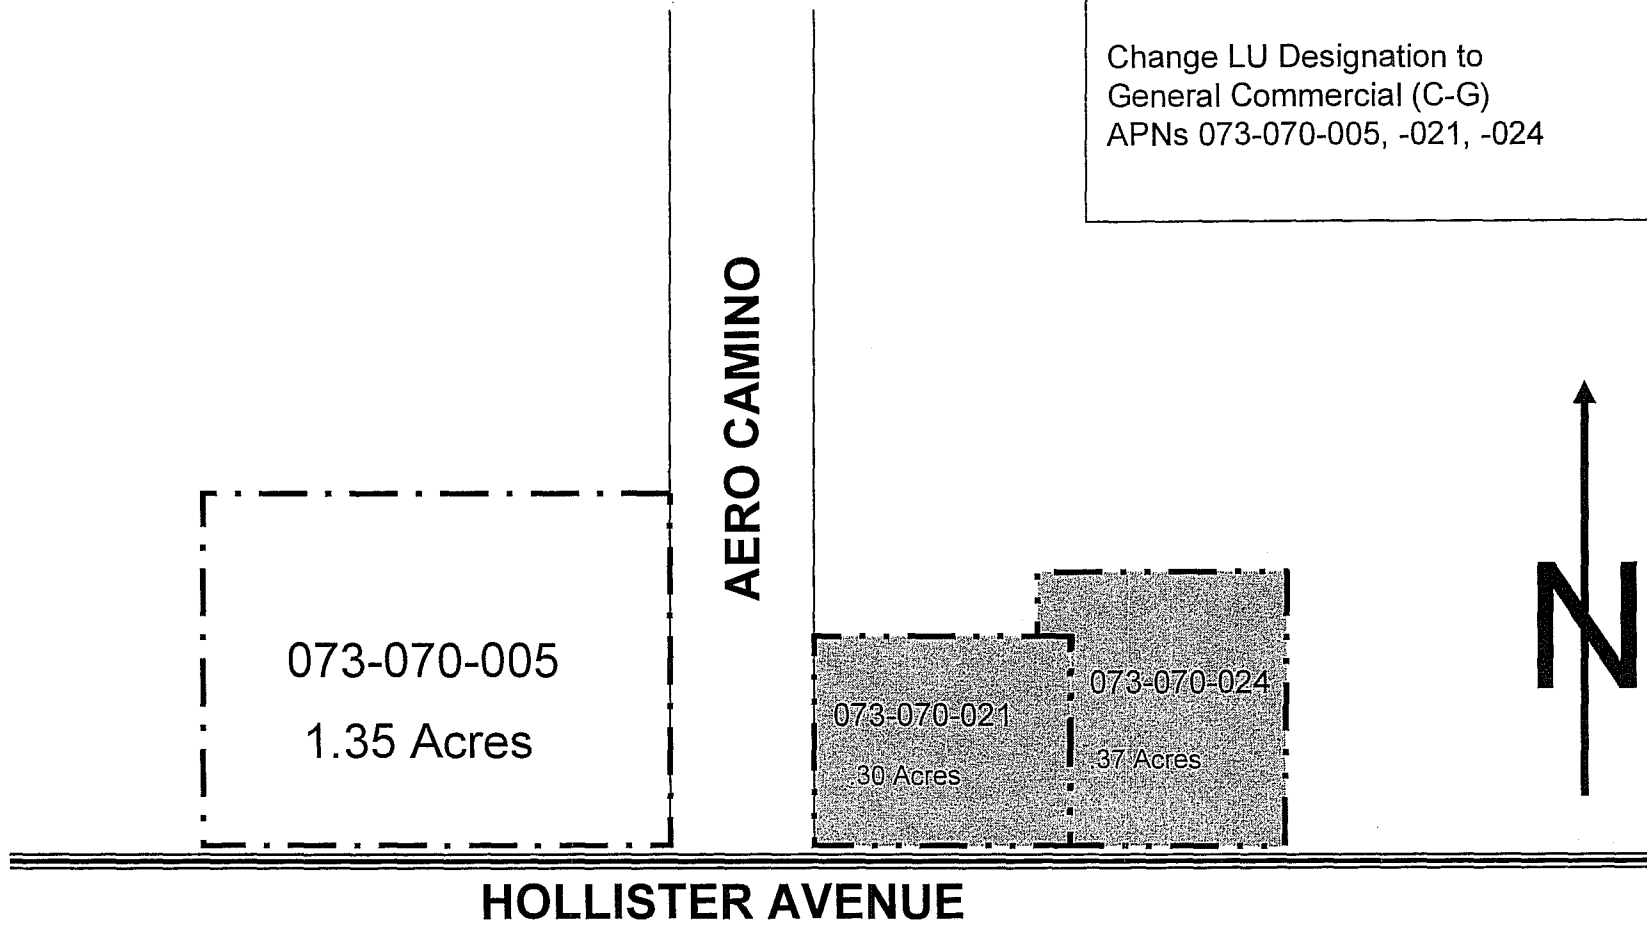 Change LU Designation to
General Commercial (C-G)
APNs 073-070-005, -021, -024
AERO CAMINO
N
073-070-005
1.35 Acres
073-070-021
.30 Acres
073-070-024
.37 Acres
HOLLISTER AVENUE